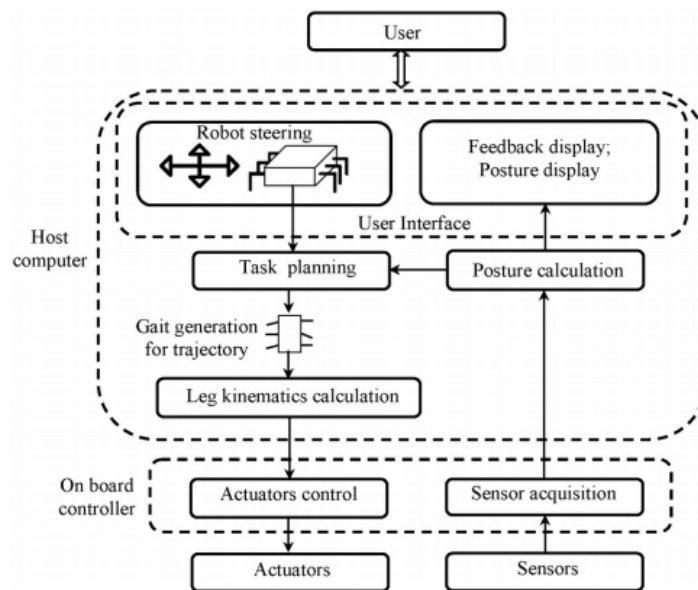 User
Robot steering
Feedback display;
Posture display
User Interface
Host
computer
Task planning
Posture calculation
Gait generation
for trajectory
Leg kinematics calculation
On board
controller
Actuators control
Sensor acquisition
Actuators
Sensors